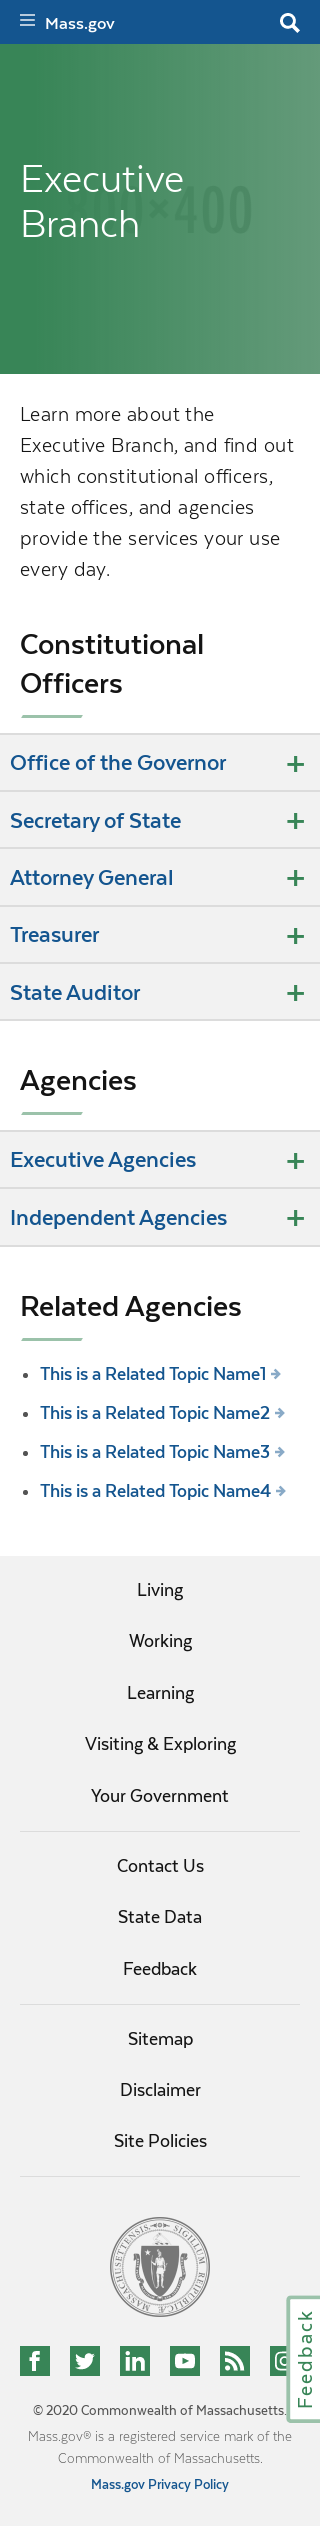 Mass.gov
Executive
Branch
×400
Learn more about the
Executive Branch, and find out
which constitutional officers,
state offices, and agencies
provide the services your use
every day.
Constitutional
Officers
Office of the Governor
Secretary of State
Attorney General
Treasurer
State Auditor
Agencies
Executive Agencies
Independent Agencies
Related Agencies
This is a Related Topic Name1
This is a Related Topic Name2
This is a Related Topic Name3
This is a Related Topic Name4
Living
Working
Learning
Visiting & Exploring
Your Government
Contact Us
State Data
Feedback
Sitemap
Disclaimer
Site Policies
Feedback
© 2020 Commonwealth of Massachusetts.
Mass.gov® is a registered service mark of the
Commonwealth of Massachusetts.
Mass.gov Privacy Policy